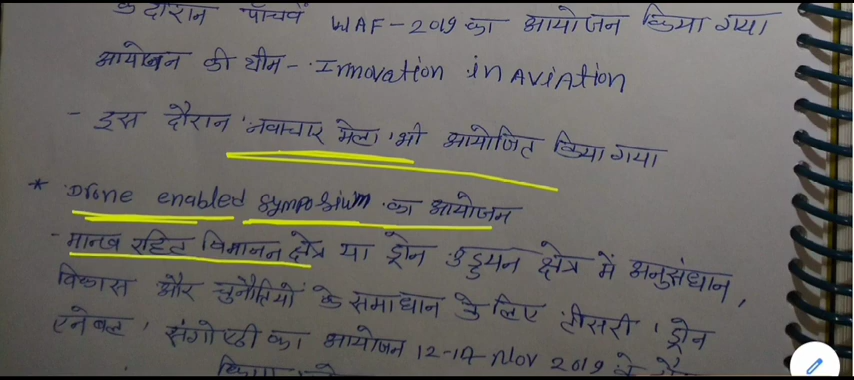 के दौरान पाँचवें WAF-2019 का आयोजन किया गया
आयोजन की थीम - Innovation in AViAtion
- इस दौरान 'नवाचार मेला' भी आयोजित किया गया
* Drone enabled Symposium का आयोजन
- मानव रहित विमानन क्षेत्र या ड्रोन उड्डयन क्षेत्र में अनुसंधान,
विकास और चुनौतियों के समाधान के लिए तीसरी 'ड्रोन
एनेबल' संगोष्ठी का आयोजन 12-14 Nov 2019 के
किया